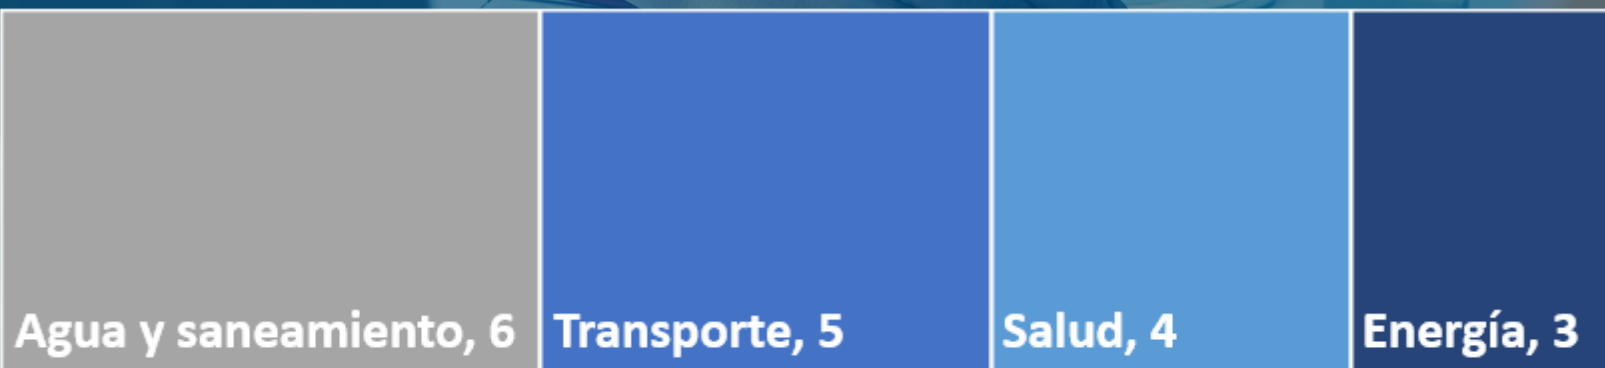 Agua y saneamiento, 6
Transporte, 5
Salud, 4
Energía, 3